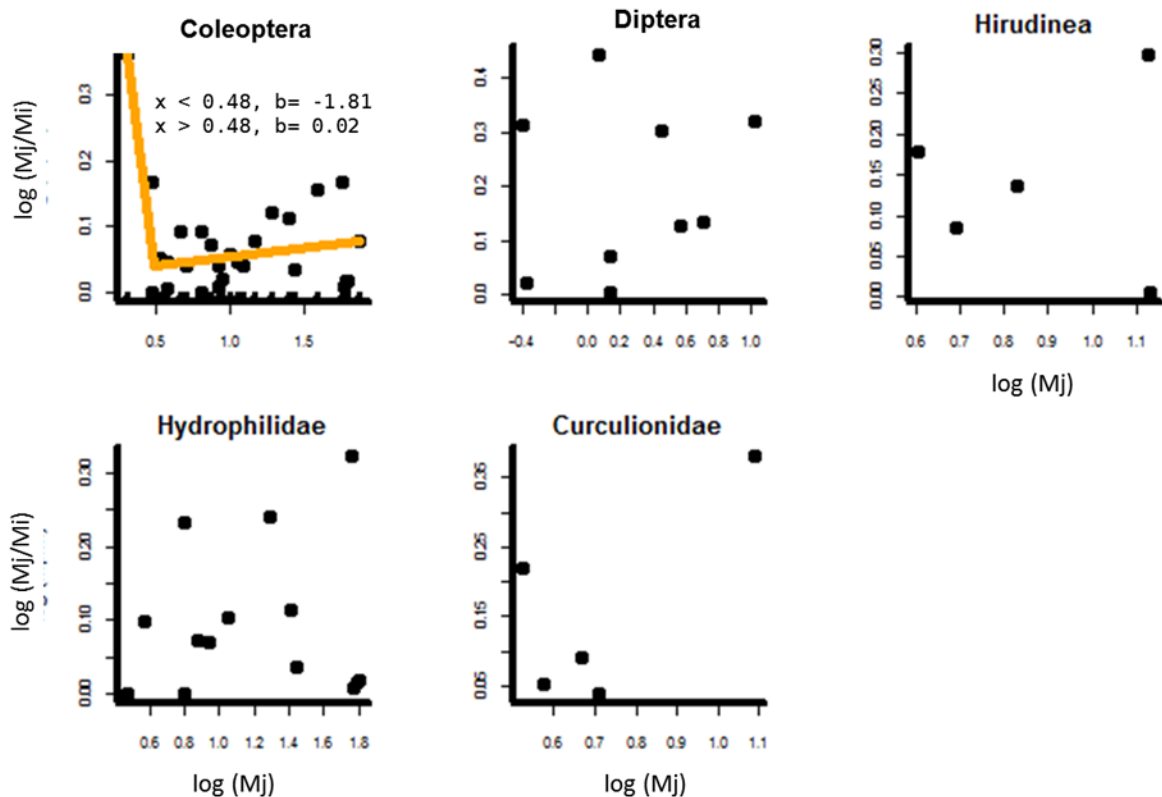 Coleoptera
log (Mj/Mi)
0.0 0.1 0.2 0.3
x < 0.48, b= -1.81
x > 0.48, b= 0.02
0.5 1.0 1.5
Diptera
0.0 0.1 0.2 0.3 0.4
-0.4 0.0 0.2 0.4 0.6 0.8 1.0
Hirudinea
0.00 0.05 0.10 0.15 0.20 0.25 0.30
0.6 0.7 0.8 0.9 1.0 1.1
log (Mj)
Hydrophilidae
log (Mj/Mi)
0.00 0.10 0.20 0.30
0.6 0.8 1.0 1.2 1.4 1.6 1.8
log (Mj)
Curculionidae
0.05 0.15 0.25 0.35
0.6 0.7 0.8 0.9 1.0 1.1
log (Mj)